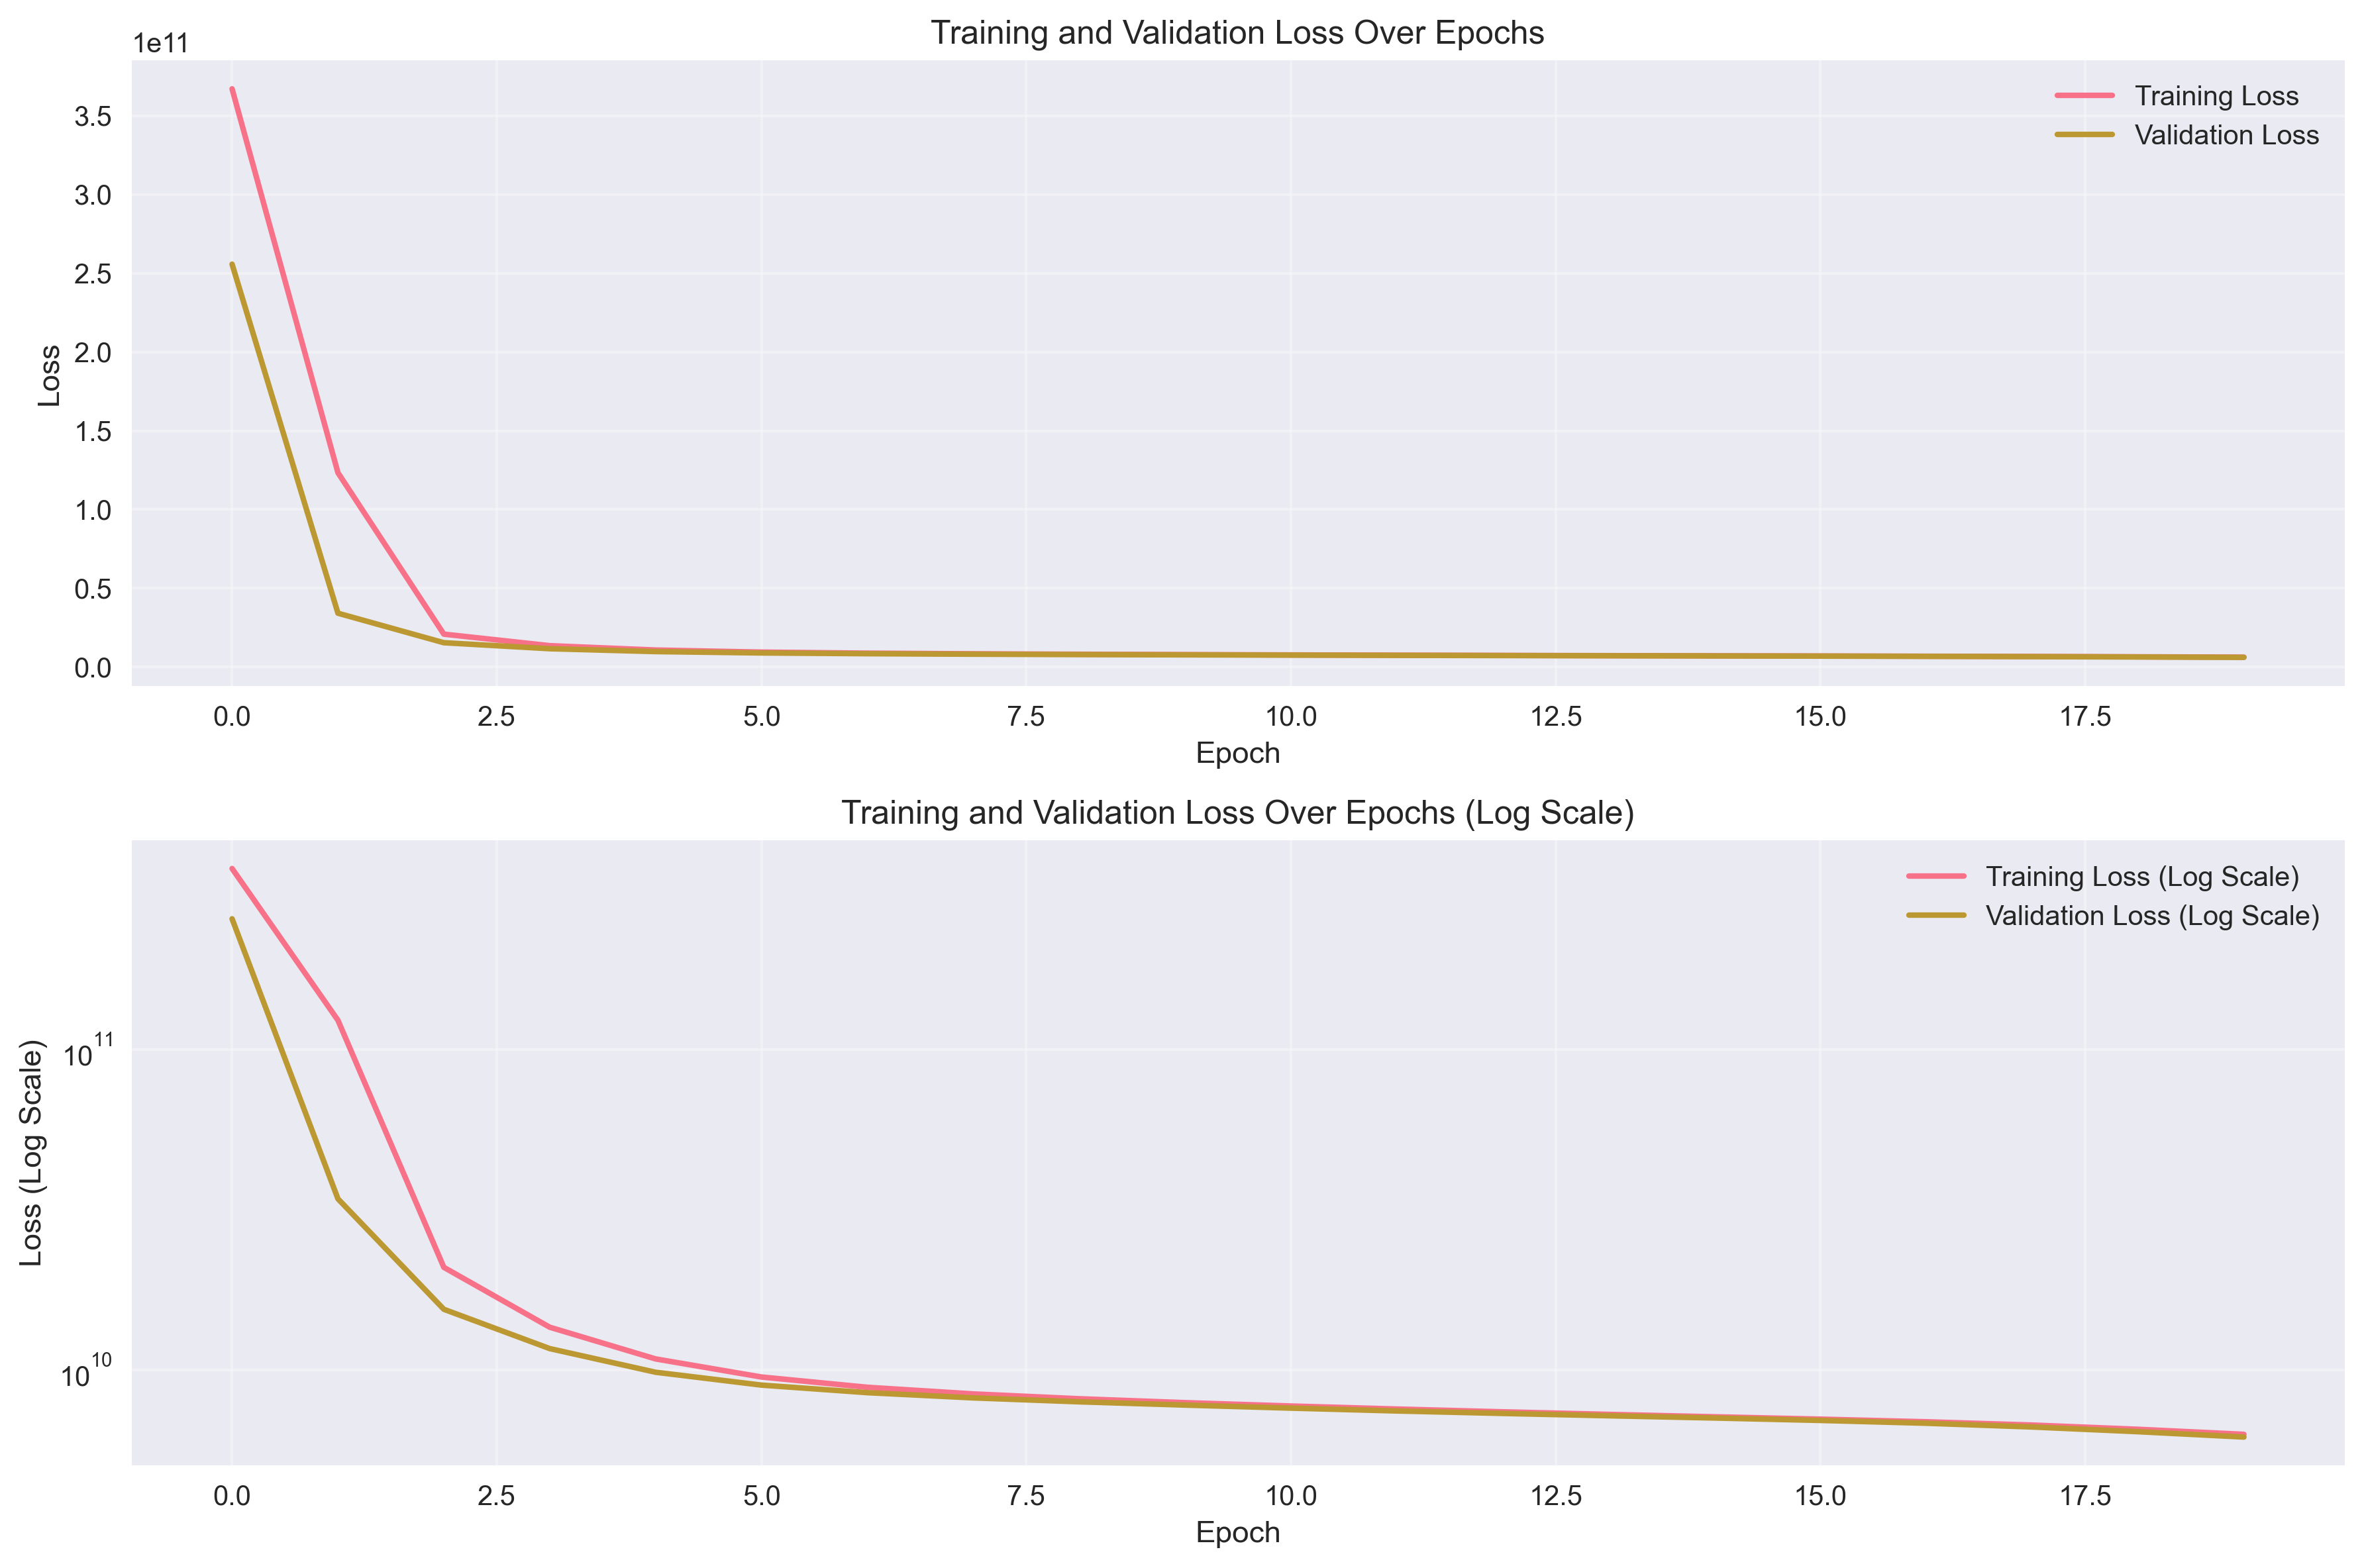 Training and Validation Loss Over Epochs
1e11
Training Loss
Validation Loss
3.5
3.0
2.5
2.0
1.5
1.0
0.5
0.0
Loss
0.0 2.5 5.0 7.5 10.0 12.5 15.0 17.5
Epoch
Training and Validation Loss Over Epochs (Log Scale)
Training Loss (Log Scale)
Validation Loss (Log Scale)
10^11
10^10
Loss (Log Scale)
0.0 2.5 5.0 7.5 10.0 12.5 15.0 17.5
Epoch